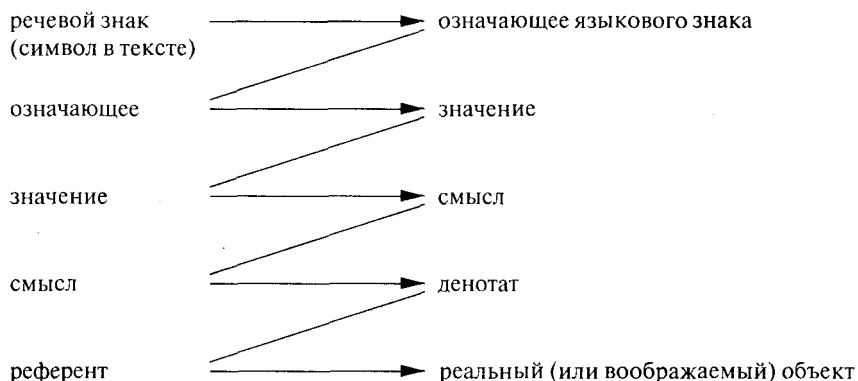 речевой знак означающее языкового знака
(символ в тексте)
означающее значение
значение смысл
смысл денотат
референт реальный (или воображаемый) объект